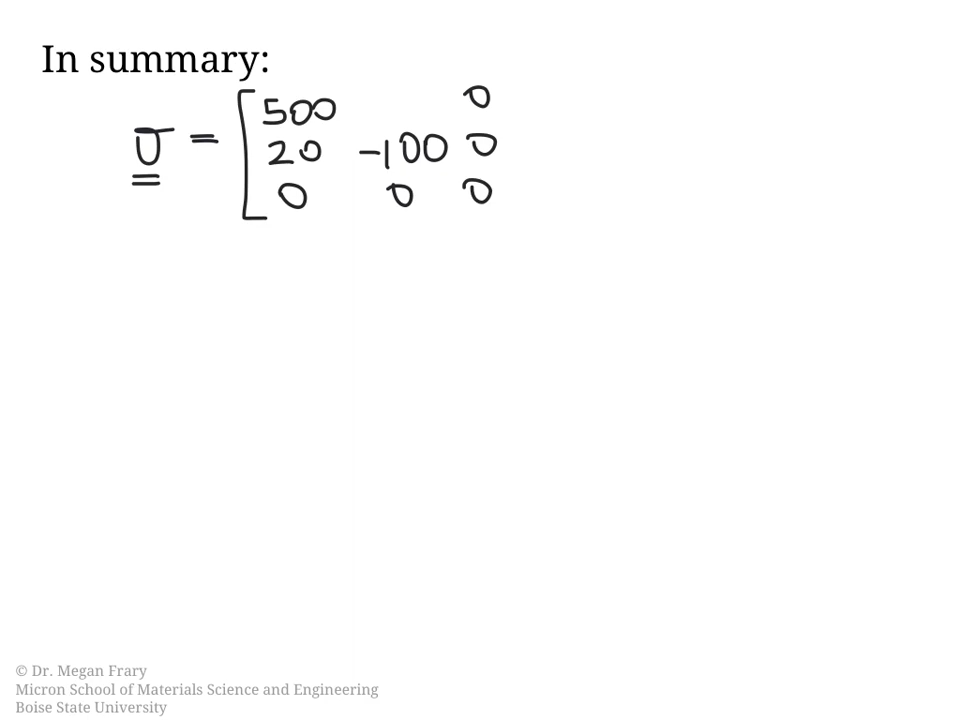 In summary:
500 0
σ = [ 20 -100 0
0 0 0
© Dr. Megan Frary
Micron School of Materials Science and Engineering
Boise State University